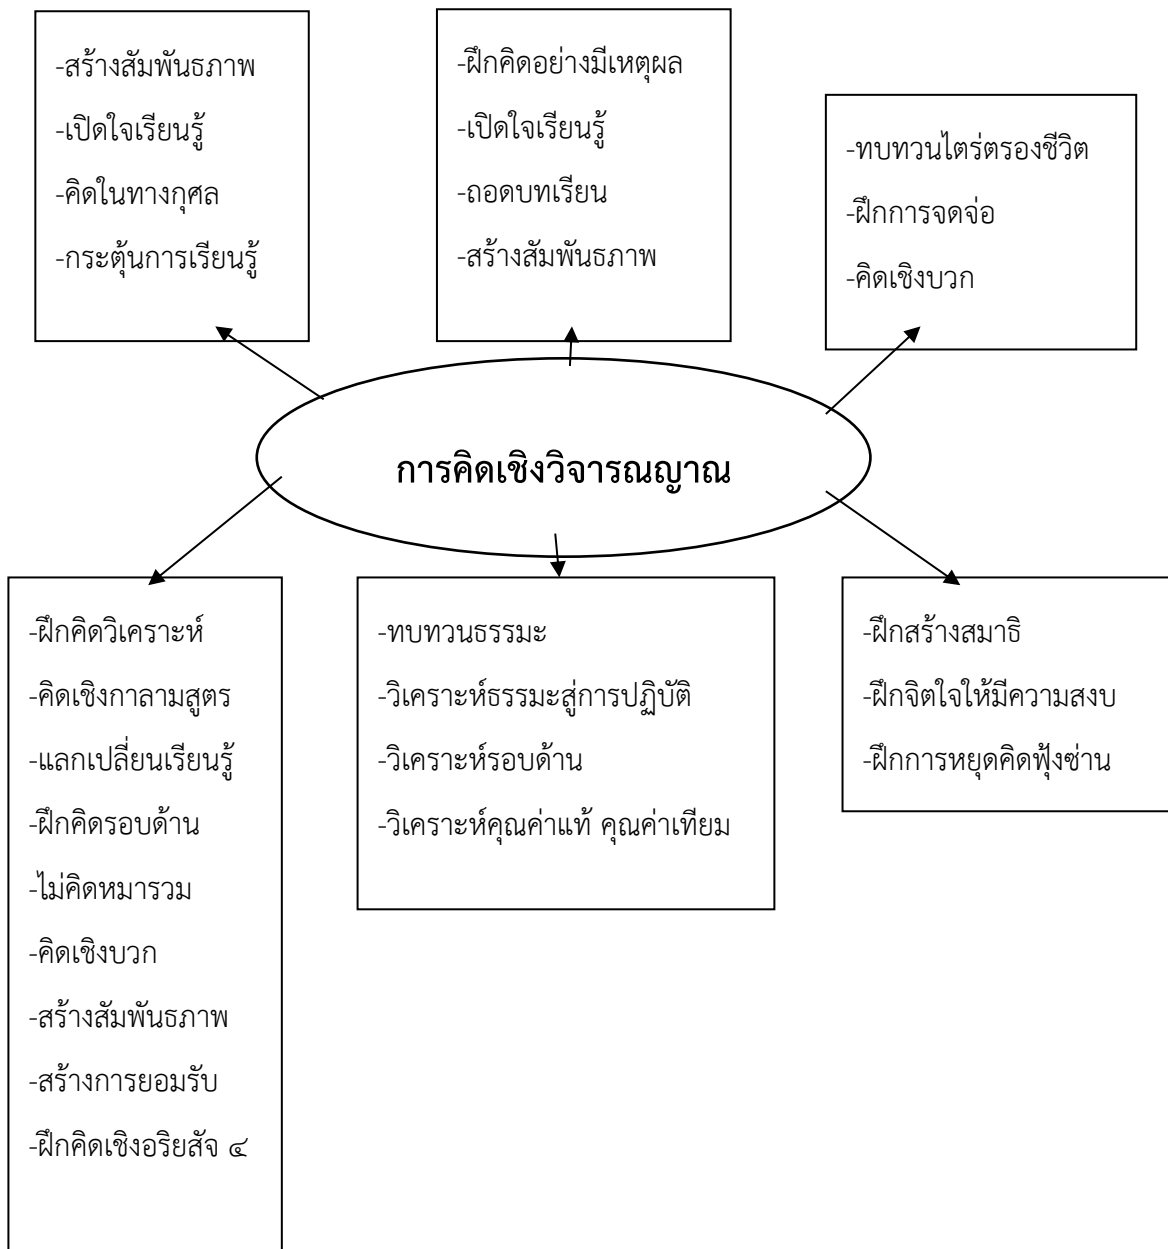 -สร้างสัมพันธภาพ
-เปิดใจเรียนรู้
-คิดในทางกุศล
-กระตุ้นการเรียนรู้
-ฝึกคิดอย่างมีเหตุผล
-เปิดใจเรียนรู้
-ถอดบทเรียน
-สร้างสัมพันธภาพ
-ทบทวนไตร่ตรองชีวิต
-ฝึกการจดจ่อ
-คิดเชิงบวก
การคิดเชิงวิจารณญาณ
-ฝึกคิดวิเคราะห์
-คิดเชิงกาลามสูตร
-แลกเปลี่ยนเรียนรู้
-ฝึกคิดรอบด้าน
-ไม่คิดหมารวม
-คิดเชิงบวก
-สร้างสัมพันธภาพ
-สร้างการยอมรับ
-ฝึกคิดเชิงอริยสัจ ๔
-ทบทวนธรรมะ
-วิเคราะห์ธรรมะสู่การปฏิบัติ
-วิเคราะห์รอบด้าน
-วิเคราะห์คุณค่าแท้ คุณค่าเทียม
-ฝึกสร้างสมาธิ
-ฝึกจิตใจให้มีความสงบ
-ฝึกการหยุดคิดฟุ้งซ่าน